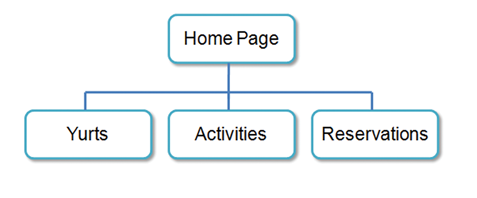 Home Page
Yurts
Activities
Reservations